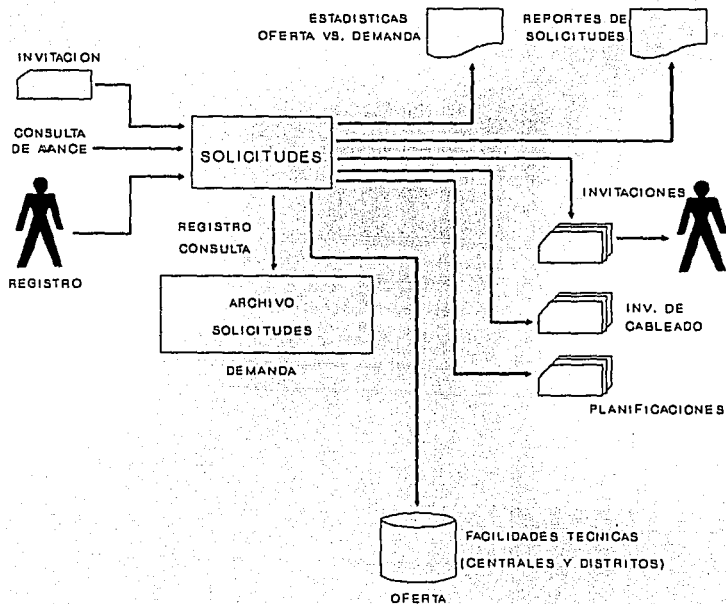 ESTADISTICAS
OFERTA VS. DEMANDA
REPORTES DE
SOLICITUDES
INVITACION
CONSULTA
DE AVANCE
SOLICITUDES
INVITACIONES
REGISTRO
CONSULTA
REGISTRO
ARCHIVO
SOLICITUDES
DEMANDA
INV. DE
CABLEADO
PLANIFICACIONES
FACILIDADES TECNICAS
(CENTRALES Y DISTRITOS)
OFERTA